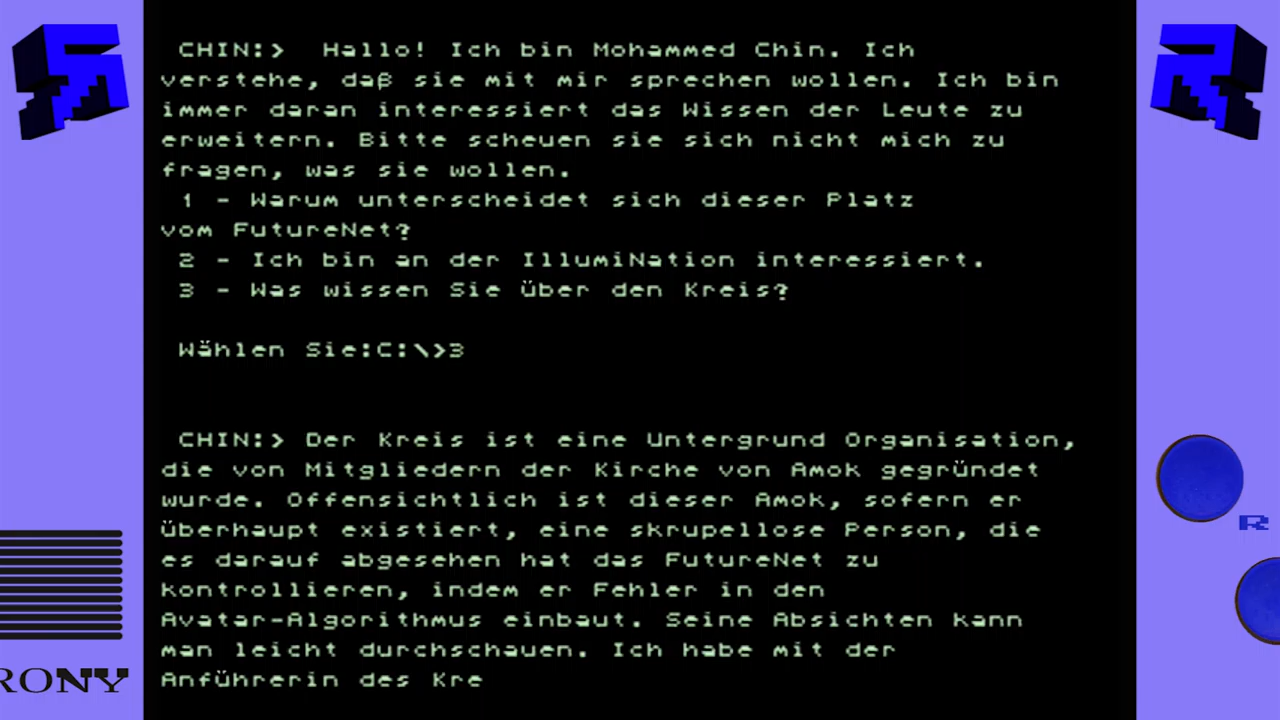 CHIN:> Hallo! Ich bin Mohammed Chin. Ich
verstehe, daß sie mit mir sprechen wollen. Ich bin
immer daran interessiert das Wissen der Leute zu
erweitern. Bitte scheuen sie sich nicht mich zu
fragen, was sie wollen.
1 - Warum unterscheidet sich dieser Platz
vom FutureNet?
2 - Ich bin an der IllumiNation interessiert.
3 - Was wissen Sie über den Kreis?
Wählen Sie:C:\>3
CHIN:> Der Kreis ist eine Untergrund Organisation,
die von Mitgliedern der Kirche von Amok gegründet
wurde. Offensichtlich ist dieser Amok, sofern er
überhaupt existiert, eine skrupellose Person, die
es darauf abgesehen hat das FutureNet zu
kontrollieren, indem er Fehler in den
Avatar-Algorithmus einbaut. Seine Absichten kann
man leicht durchschauen. Ich habe mit der
Anführerin des Kre
R
RONY